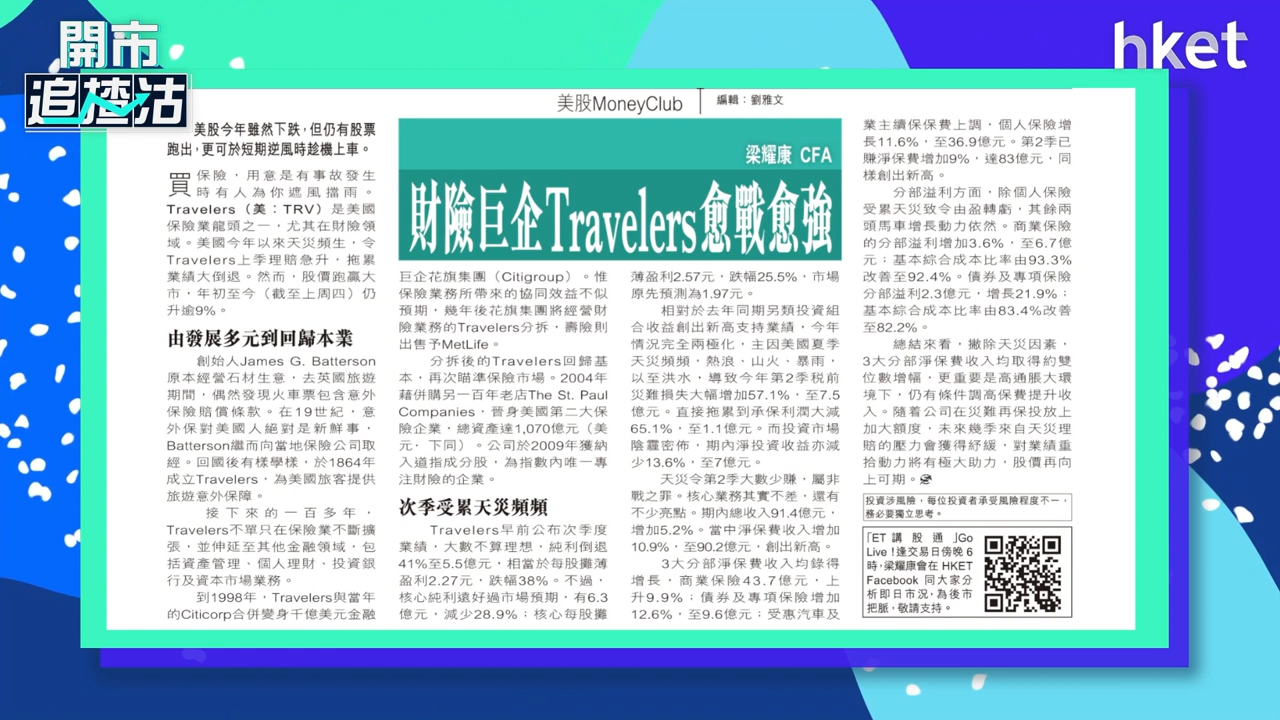 開市
追揸沽
hket
美股MoneyClub
編輯：劉雅文
美股今年雖然下跌，但仍有股票
跑出，更可於短期逆風時趁機上車。
梁耀康 CFA
財險巨企Travelers愈戰愈強
買保險，用意是有事故發生
時有人為你遮風擋雨。
Travelers（美：TRV）是美國
保險業龍頭之一，尤其在財險領
域。美國今年以來天災頻生，令
Travelers上季理賠急升，拖累
業績大倒退。然而，股價跑贏大
市，年初至今（截至上周四）仍
升逾9%。
由發展多元到回歸本業
創始人James G. Batterson
原本經營石材生意，去英國旅遊
期間，偶然發現火車票包含意外
保險賠償條款。在19世紀，意
外保對美國人絕對是新鮮事，
Batterson繼而向當地保險公司取
經。回國後有樣學樣，於1864年
成立Travelers，為美國旅客提供
旅遊意外保障。
接下來的一百多年，
Travelers不單只在保險業不斷擴
張，並伸延至其他金融領域，包
括資產管理、個人理財、投資銀
行及資本市場業務。
到1998年，Travelers與當年
的Citicorp合併變身千億美元金融
巨企花旗集團（Citigroup）。惟
保險業務所帶來的協同效益不似
預期，幾年後花旗集團將經營財
險業務的Travelers分拆，壽險則
出售予MetLife。
分拆後的Travelers回歸基
本，再次瞄準保險市場。2004年
藉併購另一百年老店The St. Paul
Companies，晉身美國第二大保
險企業，總資產達1,070億元（美
元．下同）。公司於2009年獲納
入道指成分股，為指數內唯一專
注財險的企業。
次季受累天災頻頻
Travelers早前公布次季度
業績，大數不算理想，純利倒退
41%至5.5億元，相當於每股攤薄
盈利2.27元，跌幅38%。不過，
核心純利遠好過市場預期，有6.3
億元，減少28.9%；核心每股攤
薄盈利2.57元，跌幅25.5%，市場
原先預測為1.97元。
相對於去年同期另類投資組
合收益創出新高支持業績，今年
情況完全兩極化，主因美國夏季
天災頻頻，熱浪、山火、暴雨，
以至洪水，導致今年第2季稅前
災難損失大幅增加57.1%，至7.5
億元。直接拖累到承保利潤大減
65.1%，至1.1億元。而投資市場
陰霾密佈，期內淨投資收益亦減
少13.6%，至7億元。
天災令第2季大數少賺，屬非
戰之罪。核心業務其實不差，還有
不少亮點。期內總收入91.4億元，
增加5.2%。當中淨保費收入增加
10.9%，至90.2億元，創出新高。
3大分部淨保費收入均錄得
增長，商業保險43.7億元，上
升9.9%；債券及專項保險增加
12.6%，至9.6億元；受惠汽車及
業主續保保費上調，個人保險增
長11.6%，至36.9億元。第2季已
賺淨保費增加9%，達83億元，同
樣創出新高。
分部溢利方面，除個人保險
受累天災致令由盈轉虧，其餘兩
頭馬車增長動力依然。商業保險
的分部溢利增加3.6%，至6.7億
元；基本綜合成本比率由93.3%
改善至92.4%。債券及專項保險
分部溢利2.3億元，增長21.9%；
基本綜合成本比率由83.4%改善
至82.2%。
總結來看，撇除天災因素，
3大分部淨保費收入均取得約雙
位數增幅，更重要是高通脹大環
境下，仍有條件調高保費提升收
入。隨着公司在災難再保投放上
加大額度，未來幾季來自天災理
賠的壓力會獲得紓緩，對業績重
拾動力將有極大助力，股價再向
上可期。
投資涉風險，每位投資者承受風險程度不一，
務必要獨立思考。
「ET講股通」Go
Live！逢交易日傍晚6
時，梁耀康會在HKET
Facebook同大家分
析即日市況，為後市
把脈，敬請支持。